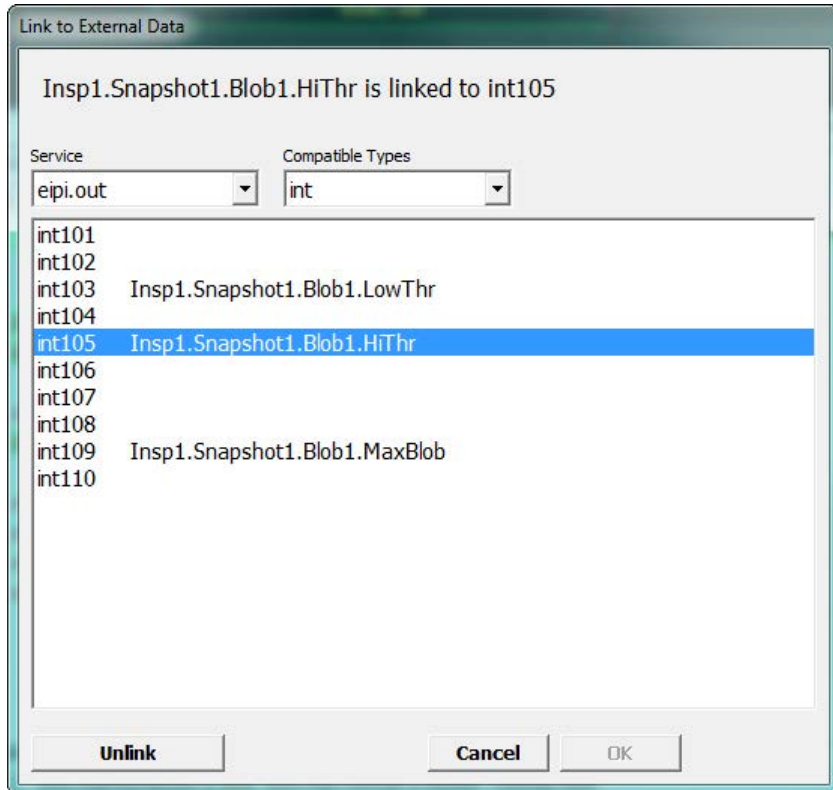 Link to External Data
Insp1.Snapshot1.Blob1.HiThr is linked to int105
Service Compatible Types
eipi.out int
int101
int102
int103 Insp1.Snapshot1.Blob1.LowThr
int104
int105 Insp1.Snapshot1.Blob1.HiThr
int106
int107
int108
int109 Insp1.Snapshot1.Blob1.MaxBlob
int110
Unlink Cancel OK